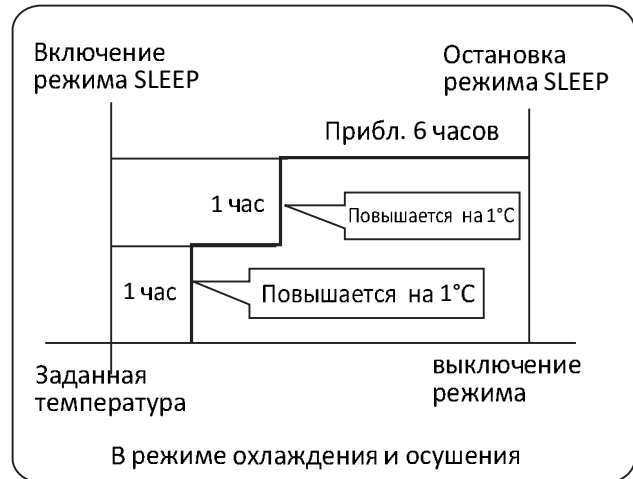 Включение
режима SLEEP
Остановка
режима SLEEP
Прибл. 6 часов
1 час
Повышается на 1°C
1 час
Повышается на 1°C
Заданная
температура
выключение
режима
В режиме охлаждения и осушения